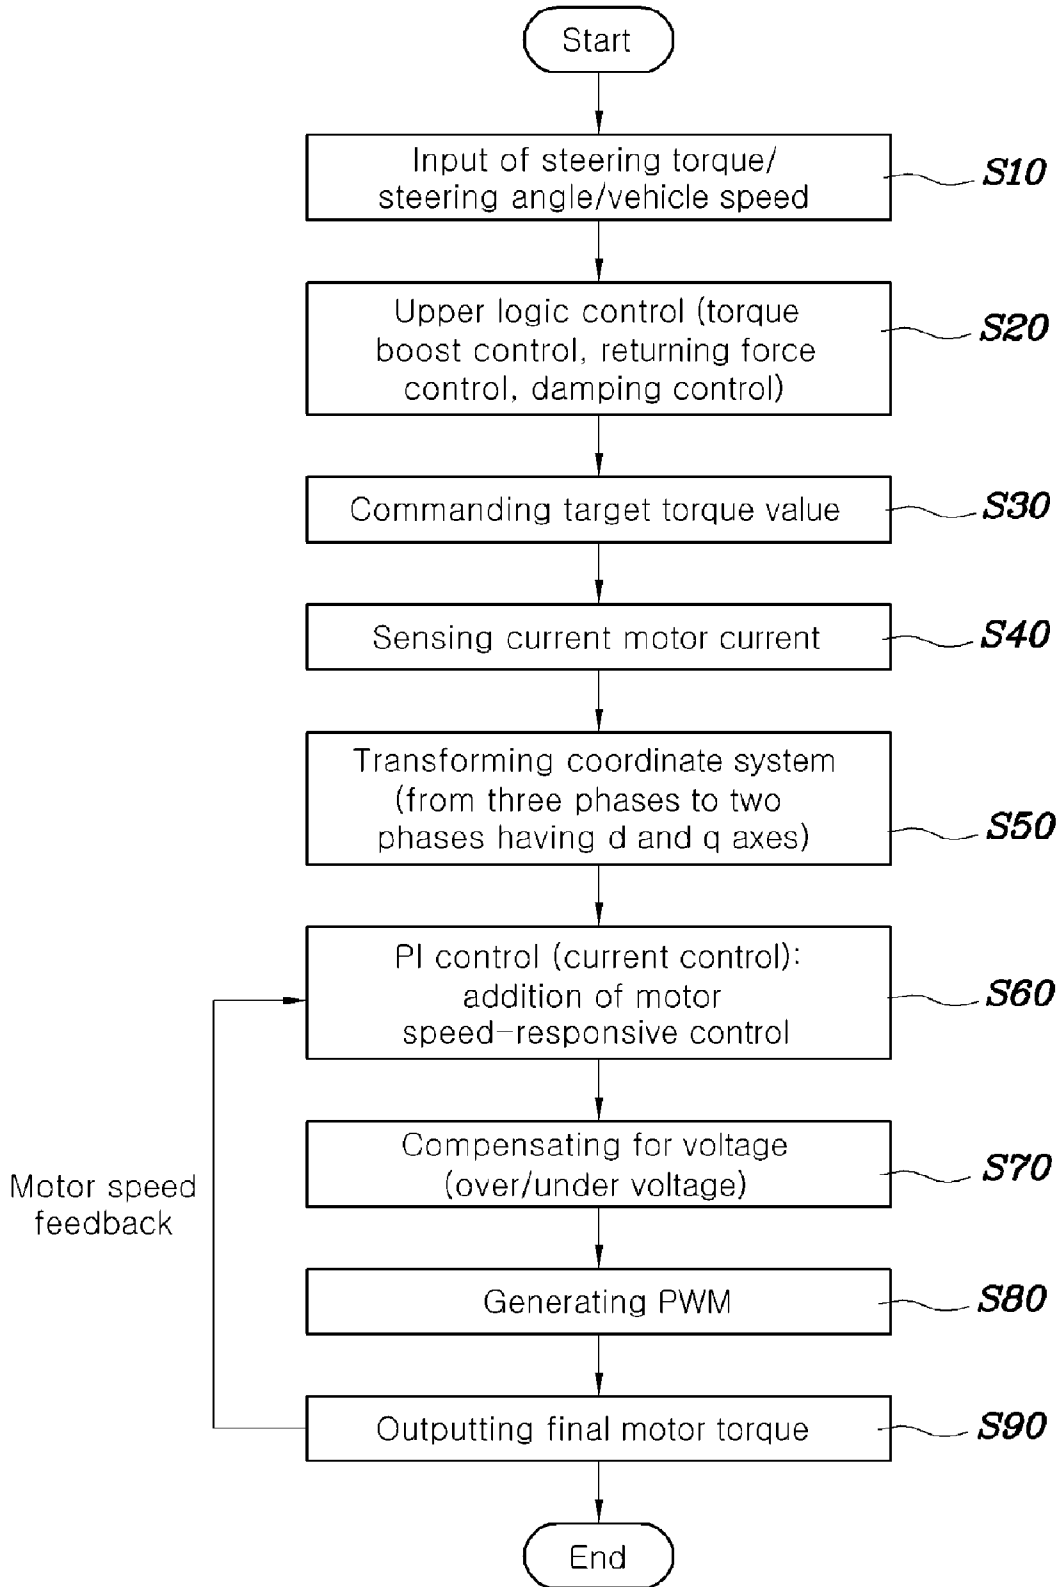 Start
Input of steering torque/
steering angle/vehicle speed
S10
Upper logic control (torque
boost control, returning force
control, damping control)
S20
Commanding target torque value
S30
Sensing current motor current
S40
Transforming coordinate system
(from three phases to two
phases having d and q axes)
S50
PI control (current control):
addition of motor
speed-responsive control
S60
Compensating for voltage
(over/under voltage)
S70
Motor speed
feedback
Generating PWM
S80
Outputting final motor torque
S90
End